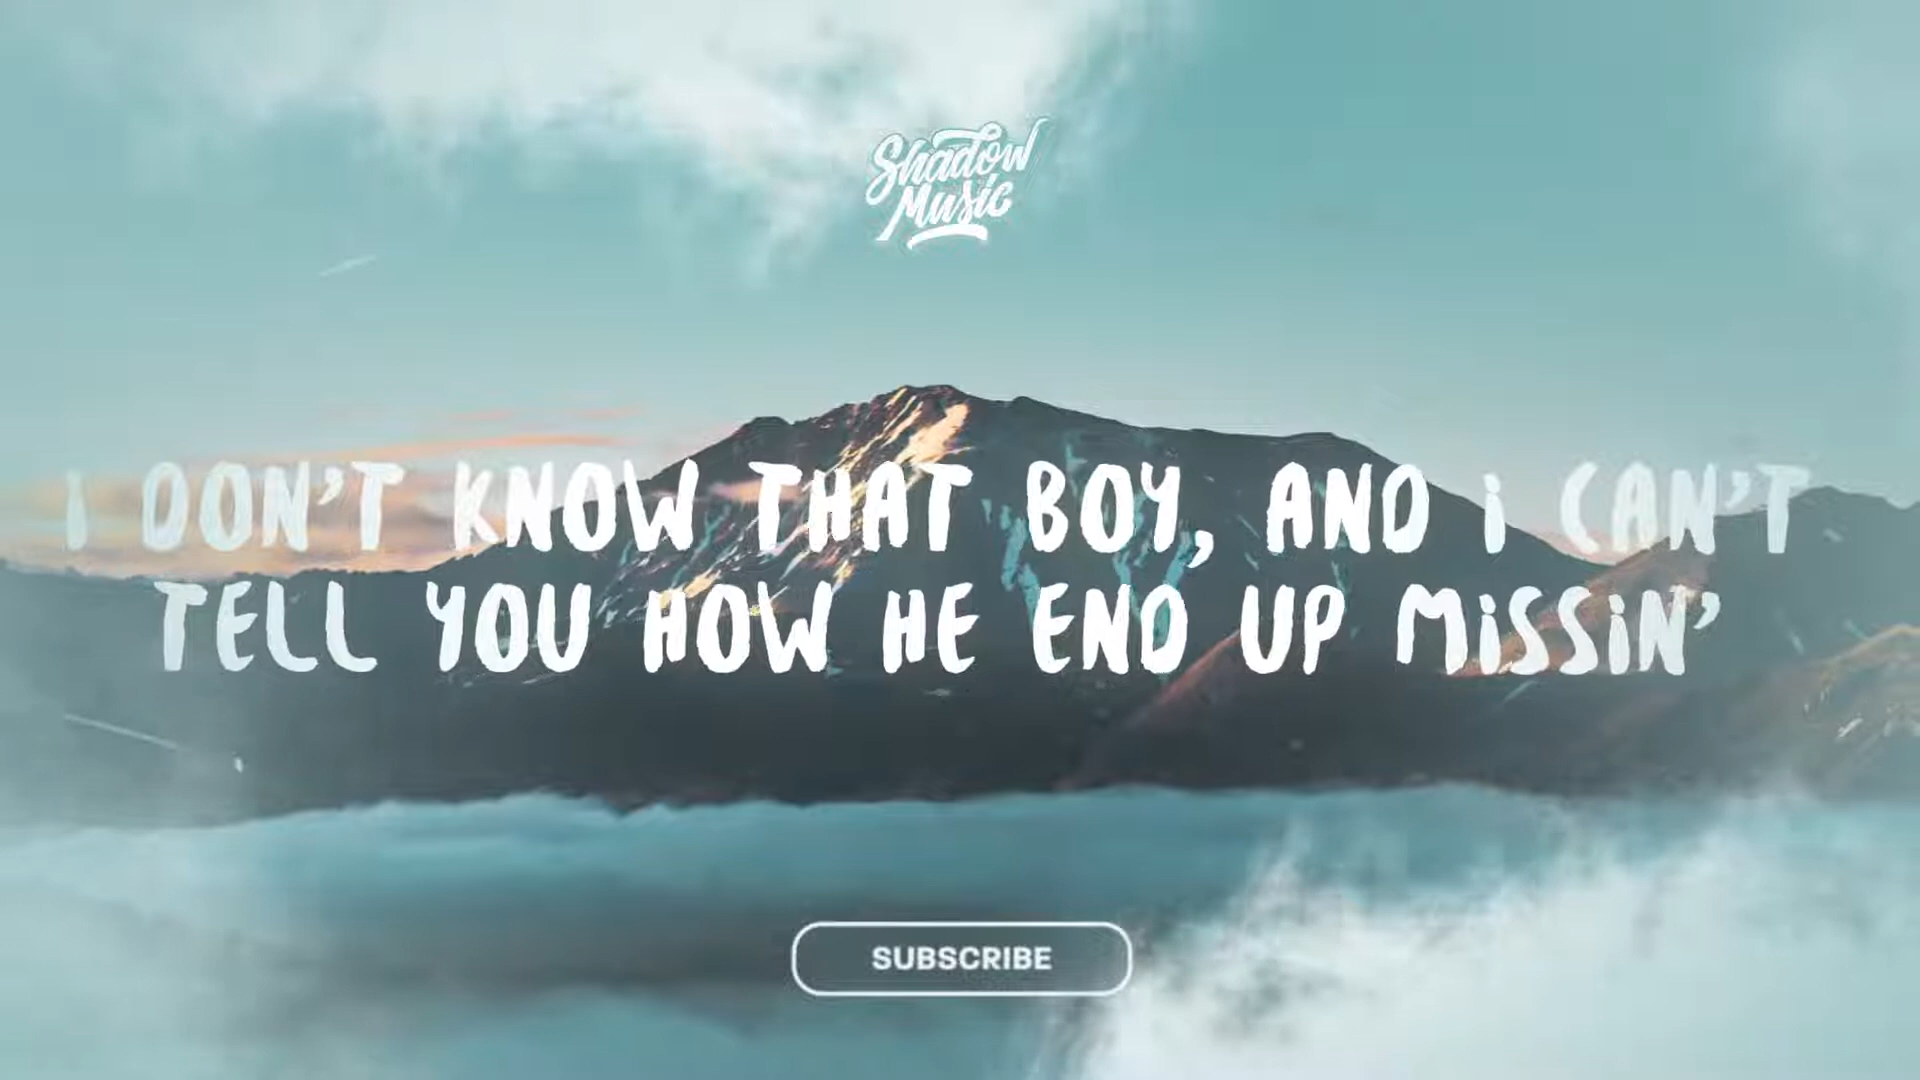 Shadow
Music
I DON'T KNOW THAT BOY, AND i CAN'T
TELL YOU HOW HE END UP MiSSiN'
SUBSCRIBE